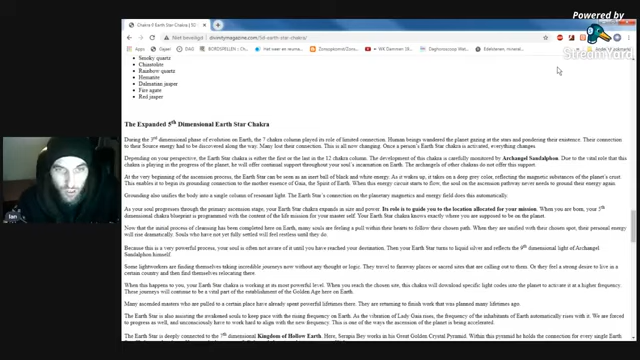 Powered by
StreamYard
Chakra 0 Earth Star Chakra | 5D
Niet beveiligd | divinitymagazine.com/5d-earth-star-chakra/
Apps
Opzoeken
DAO
BORDSPELLEN
Het weer en meer...
WK Dammen
Dagboscoop Wate
Edelstenen, mineral...
Smoky quartz
Chiastolite
Rainbow quartz
Hematite
Dalmatian jasper
Fire agate
Red jasper
The Expanded 5th Dimensional Earth Star Chakra
During the 3rd dimensional phase of evolution on Earth, the 7 chakra column played its role of limited connection. Human beings wandered the planet gazing at the stars and pondering their existence. Their connection
to their Source energy had to be discovered along the way. Many lost their connection. This is all now changing. Once a person's Earth Star chakra is activated, everything changes.
Depending on your perspective, the Earth Star chakra is either the first or the last in the 12 chakra column. The development of this chakra is carefully monitored by Archangel Sandalphon. Due to the vital role that this
chakra is playing in the progress of the planet, he will offer continual support throughout your soul's incarnation on Earth. The archangels of other chakras do not offer this support.
At the very beginning of the ascension process, the Earth Star can be seen as an inert ball of black and white energy. As it wakes up, it takes on a deep grey color, reflecting the magnetic substances of the planet's crust.
This enables it to begin its grounding connection to the mother essence of Gaia, the Spirit of Earth. When this energy circuit starts to flow, the soul on the ascension pathway never needs to ground their energy again.
Grounding also unifies the body into a single column of resonant light. The Earth Star's connection to the planetary magnetics and energy fields does this automatically.
As your soul progresses through the primary ascension stage, your Earth Star chakra expands in size and power. Its role is to guide you to the location allocated for your mission. When you are born, your 5th
dimensional chakra blueprint is programmed with the content of the life mission for your master self. Your Earth Star chakra knows exactly where you are supposed to be on the planet.
Now that the initial process of cleansing has been completed here on Earth, many souls are feeling a pull within their hearts to follow their chosen path. When they are unified with their chosen spot, their personal energy
will rise dramatically. Souls who have not yet fully settled will feel restless until they do.
Because this is a very powerful process, your soul is often not aware of it until you have reached your destination. Then your Earth Star turns to liquid silver and reflects the 9th dimensional light of Archangel
Sandalphon himself.
Some lightworkers are finding themselves taking incredible journeys now without any thought or logic. They travel to faraway places or sacred sites that are calling out to them. Or they feel a strong desire to live in a
certain country and then find themselves relocating there.
When this happens to you, your Earth Star chakra is working at its most powerful level. When you reach the chosen site, this chakra will download specific light codes into the planet to activate it at a higher frequency.
These journeys will continue to be a vital part of the establishment of the Golden Age here on Earth.
Many ascended masters who are pulled to a certain place have already spent powerful lifetimes there. They are returning to finish work that was planned many lifetimes ago.
The Earth Star is also assisting the awakened souls to keep pace with the rising frequency on Earth. As the vibration of Lady Gaia rises, the frequency of the inhabitants of Earth automatically rises with it. We are forced
to progress as well, and unconsciously have to work hard to align with the new frequency. This is one of the ways the ascension of the planet is being accelerated.
The Earth Star is deeply connected to the 7th dimensional Kingdom of Hollow Earth. Here, Serapis Bey works in his Great Golden Crystal Pyramid. Within this pyramid he holds the connection for every single
Ian